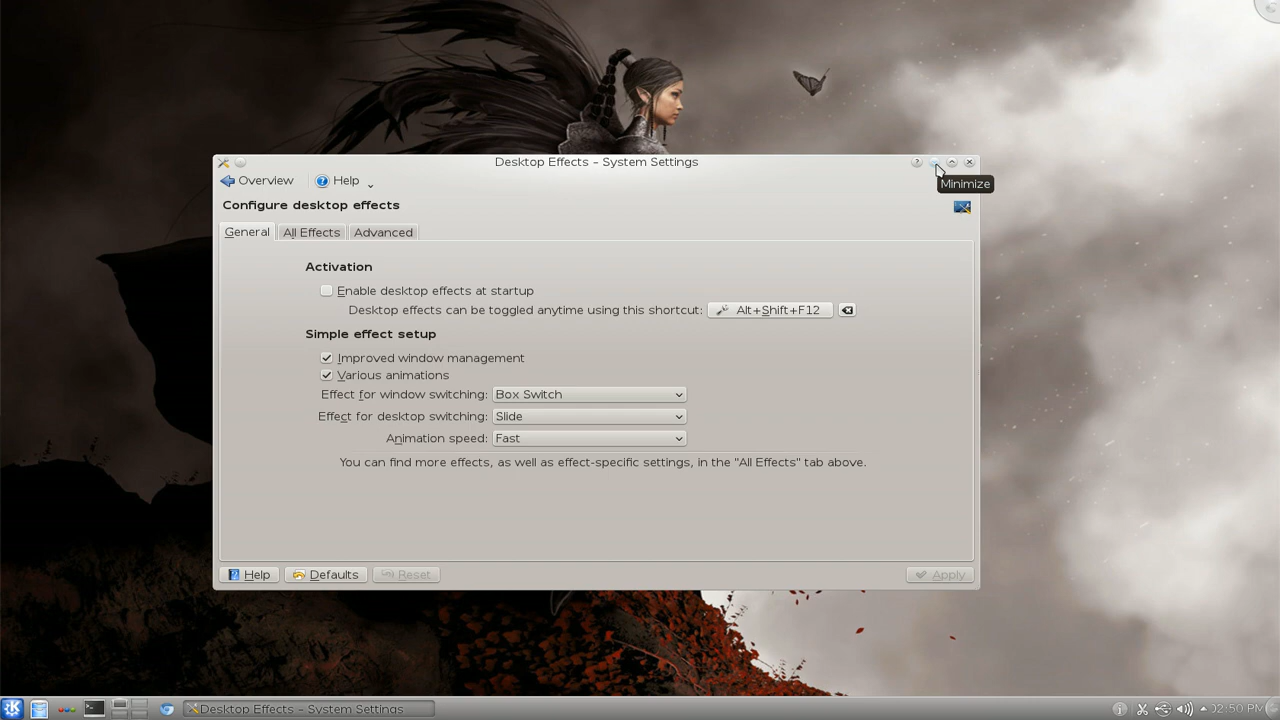 Desktop Effects – System Settings
Overview Help
Minimize
Configure desktop effects
General All Effects Advanced
Activation
Enable desktop effects at startup
Desktop effects can be toggled anytime using this shortcut: Alt+Shift+F12
Simple effect setup
Improved window management
Various animations
Effect for window switching: Box Switch
Effect for desktop switching: Slide
Animation speed: Fast
You can find more effects, as well as effect-specific settings, in the "All Effects" tab above.
Help Defaults Reset Apply
Desktop Effects – System Settings 02:50 PM